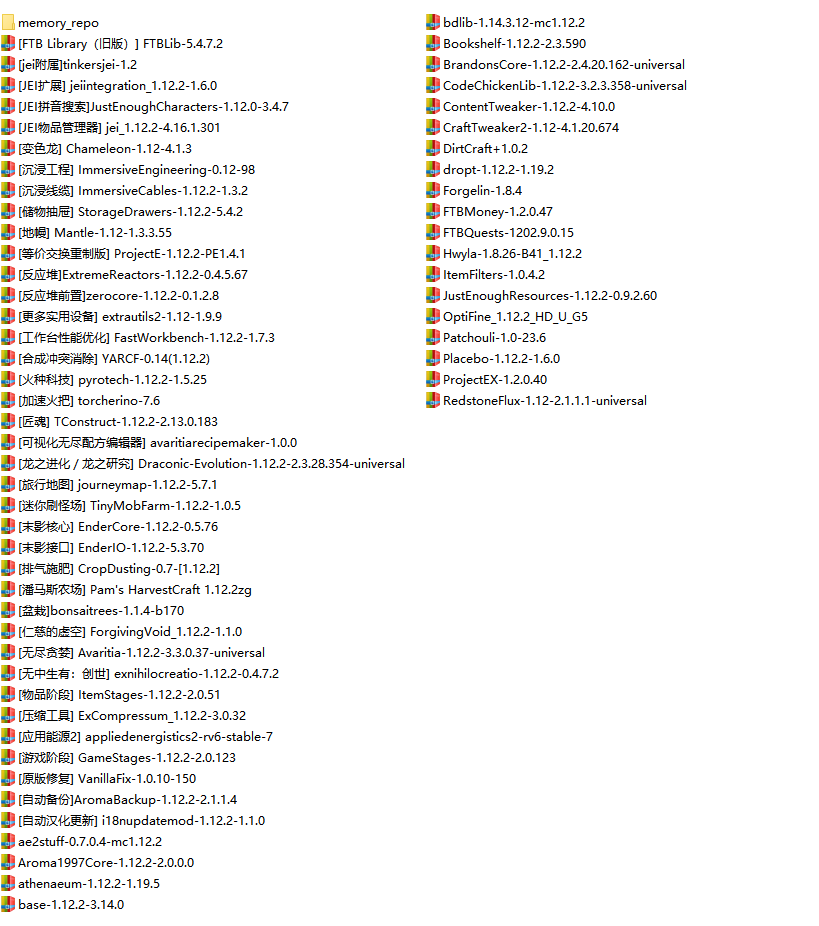 memory_repo
[FTB Library（旧版）] FTBLib-5.4.7.2
[jei附属]tinkersjei-1.2
[JEI扩展] jeiintegration_1.12.2-1.6.0
[JEI拼音搜索]JustEnoughCharacters-1.12.0-3.4.7
[JEI物品管理器] jei_1.12.2-4.16.1.301
[变色龙] Chameleon-1.12-4.1.3
[沉浸工程] ImmersiveEngineering-0.12-98
[沉浸线缆] ImmersiveCables-1.12.2-1.3.2
[储物抽屉] StorageDrawers-1.12.2-5.4.2
[地幔] Mantle-1.12-1.3.3.55
[等价交换重制版] ProjectE-1.12.2-PE1.4.1
[反应堆]ExtremeReactors-1.12.2-0.4.5.67
[反应堆前置]zerocore-1.12.2-0.1.2.8
[更多实用设备] extrautils2-1.12-1.9.9
[工作台性能优化] FastWorkbench-1.12.2-1.7.3
[合成冲突消除] YARCF-0.14(1.12.2)
[火种科技] pyrotech-1.12.2-1.5.25
[加速火把] torcherino-7.6
[匠魂] TConstruct-1.12.2-2.13.0.183
[可视化无尽配方编辑器] avaritiarecipemaker-1.0.0
[龙之进化 / 龙之研究] Draconic-Evolution-1.12.2-2.3.28.354-universal
[旅行地图] journeymap-1.12.2-5.7.1
[迷你刷怪场] TinyMobFarm-1.12.2-1.0.5
[末影核心] EnderCore-1.12.2-0.5.76
[末影接口] EnderIO-1.12.2-5.3.70
[排气施肥] CropDusting-0.7-[1.12.2]
[潘马斯农场] Pam's HarvestCraft 1.12.2zg
[盆栽]bonsaitrees-1.1.4-b170
[仁慈的虚空] ForgivingVoid_1.12.2-1.1.0
[无尽贪婪] Avaritia-1.12.2-3.3.0.37-universal
[无中生有：创世] exnihilocreatio-1.12.2-0.4.7.2
[物品阶段] ItemStages-1.12.2-2.0.51
[压缩工具] ExCompressum_1.12.2-3.0.32
[应用能源2] appliedenergistics2-rv6-stable-7
[游戏阶段] GameStages-1.12.2-2.0.123
[原版修复] VanillaFix-1.0.10-150
[自动备份]AromaBackup-1.12.2-2.1.1.4
[自动汉化更新] i18nupdatemod-1.12.2-1.1.0
ae2stuff-0.7.0.4-mc1.12.2
Aroma1997Core-1.12.2-2.0.0.0
athenaeum-1.12.2-1.19.5
base-1.12.2-3.14.0
bdlib-1.14.3.12-mc1.12.2
Bookshelf-1.12.2-2.3.590
BrandonsCore-1.12.2-2.4.20.162-universal
CodeChickenLib-1.12.2-3.2.3.358-universal
ContentTweaker-1.12.2-4.10.0
CraftTweaker2-1.12-4.1.20.674
DirtCraft+1.0.2
dropt-1.12.2-1.19.2
Forgelin-1.8.4
FTBMoney-1.2.0.47
FTBQuests-1202.9.0.15
Hwyla-1.8.26-B41_1.12.2
ItemFilters-1.0.4.2
JustEnoughResources-1.12.2-0.9.2.60
OptiFine_1.12.2_HD_U_G5
Patchouli-1.0-23.6
Placebo-1.12.2-1.6.0
ProjectEX-1.2.0.40
RedstoneFlux-1.12-2.1.1.1-universal